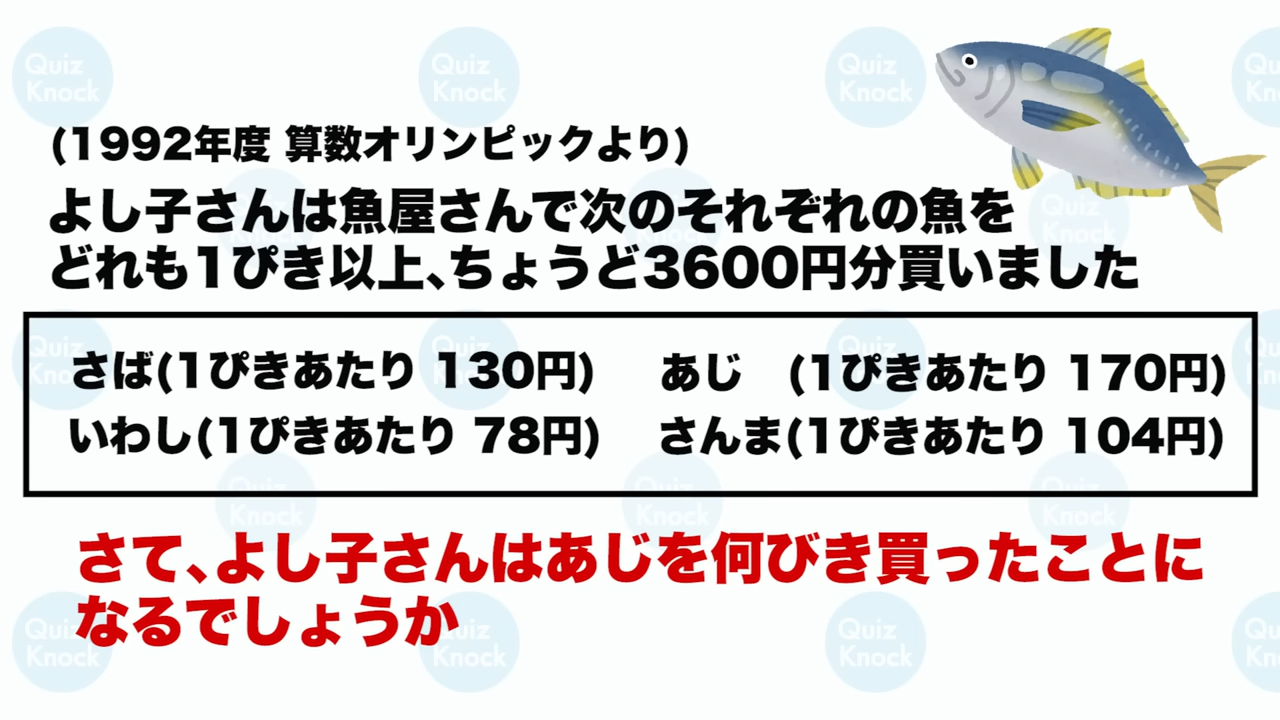 (1992年度 算数オリンピックより)
よし子さんは魚屋さんで次のそれぞれの魚を
どれも1ぴき以上、ちょうど3600円分買いました
さば(1ぴきあたり 130円) あじ (1ぴきあたり 170円)
いわし(1ぴきあたり 78円) さんま(1ぴきあたり 104円)
さて、よし子さんはあじを何びき買ったことに
なるでしょうか
Quiz Knock